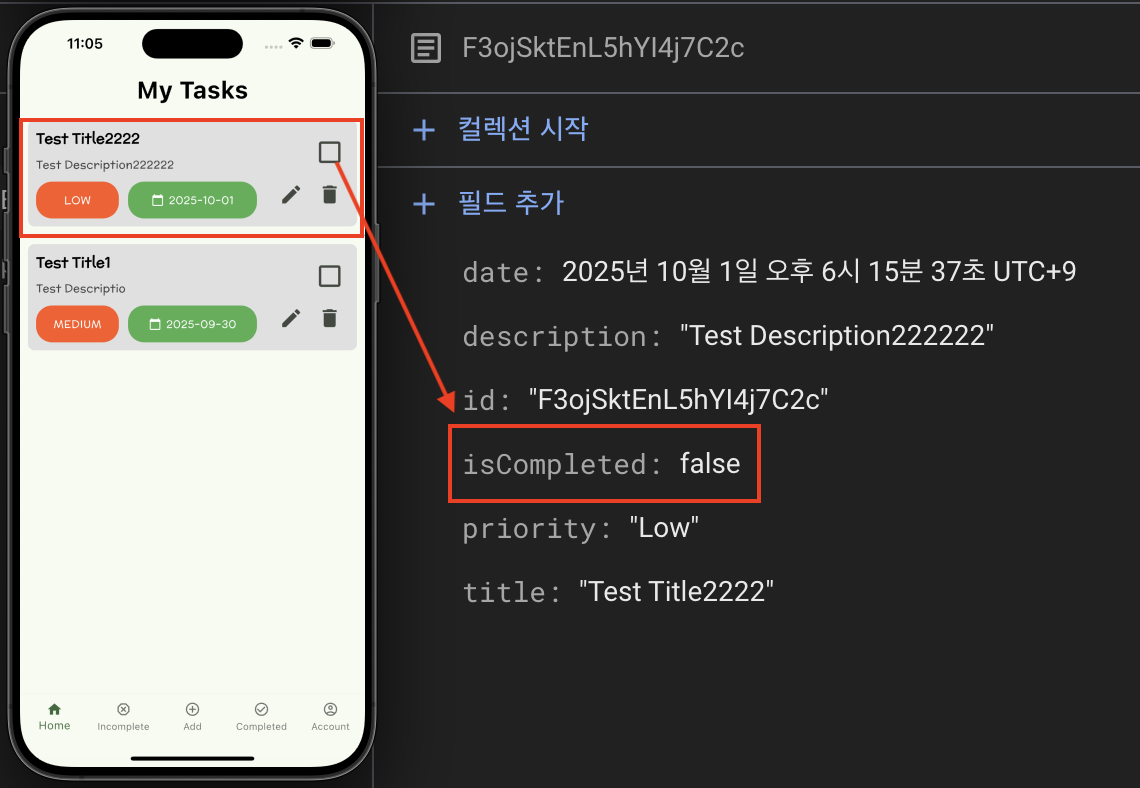 11:05
My Tasks
Test Title2222
Test Description222222
LOW
2025-10-01
Test Title1
Test Descriptio
MEDIUM
2025-09-30
Home
Incomplete
Add
Completed
Account
F3ojSktEnL5hYI4j7C2c
컬렉션 시작
필드 추가
date: 2025년 10월 1일 오후 6시 15분 37초 UTC+9
description: "Test Description222222"
id: "F3ojSktEnL5hYI4j7C2c"
isCompleted: false
priority: "Low"
title: "Test Title2222"